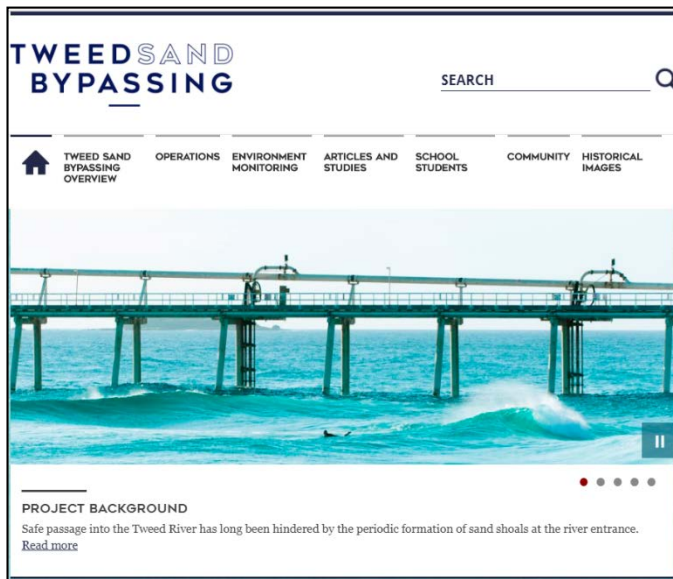 TWEEDSAND
BYPASSING
SEARCH
TWEED SAND
BYPASSING
OVERVIEW
OPERATIONS
ENVIRONMENT
MONITORING
ARTICLES AND
STUDIES
SCHOOL
STUDENTS
COMMUNITY
HISTORICAL
IMAGES
PROJECT BACKGROUND
Safe passage into the Tweed River has long been hindered by the periodic formation of sand shoals at the river entrance.
Read more